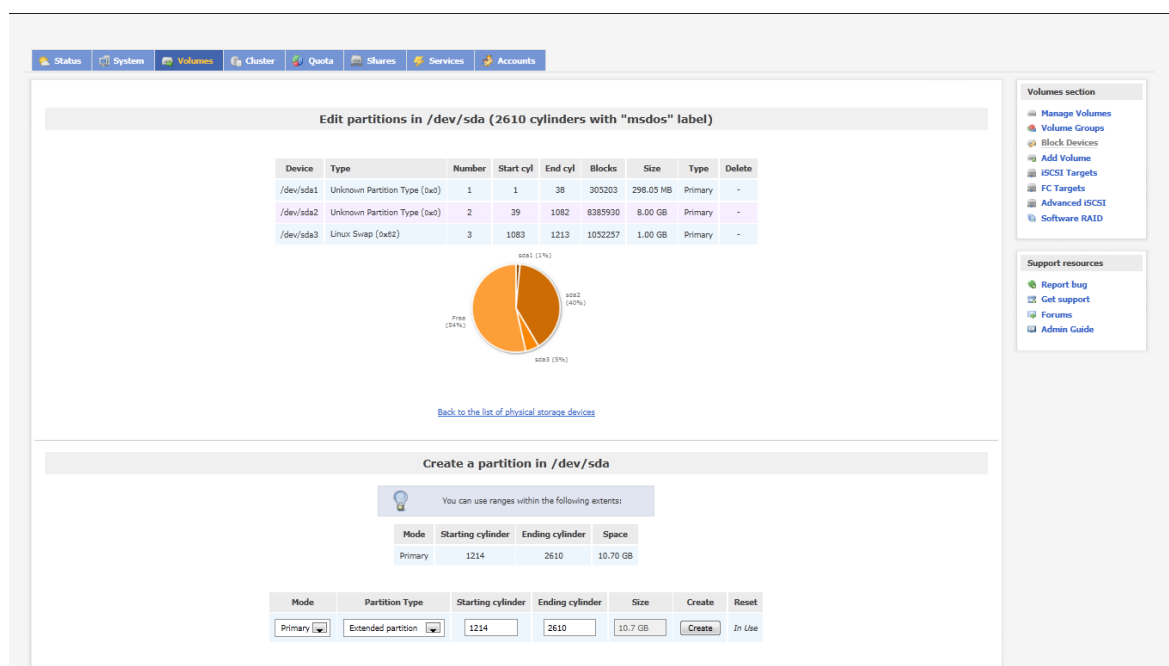 Status System Volumes Cluster Quota Shares Services Accounts
Edit partitions in /dev/sda (2610 cylinders with "msdos" label)
Device Type Number Start cyl End cyl Blocks Size Type Delete
/dev/sda1 Unknown Partition Type (0x0) 1 1 38 305203 298.05 MB Primary -
/dev/sda2 Unknown Partition Type (0x0) 2 39 1082 8385930 8.00 GB Primary -
/dev/sda3 Linux Swap (0x82) 3 1083 1213 1052257 1.00 GB Primary -
sda1 (1%)
sda2
(40%)
Free
(54%)
sda3 (5%)
Back to the list of physical storage devices
Create a partition in /dev/sda
You can use ranges within the following extents:
Mode Starting cylinder Ending cylinder Space
Primary 1214 2610 10.70 GB
Mode Partition Type Starting cylinder Ending cylinder Size Create Reset
Primary Extended partition 1214 2610 10.7 GB Create In Use
Volumes section
Manage Volumes
Volume Groups
Block Devices
Add Volume
iSCSI Targets
FC Targets
Advanced iSCSI
Software RAID
Support resources
Report bug
Get support
Forums
Admin Guide